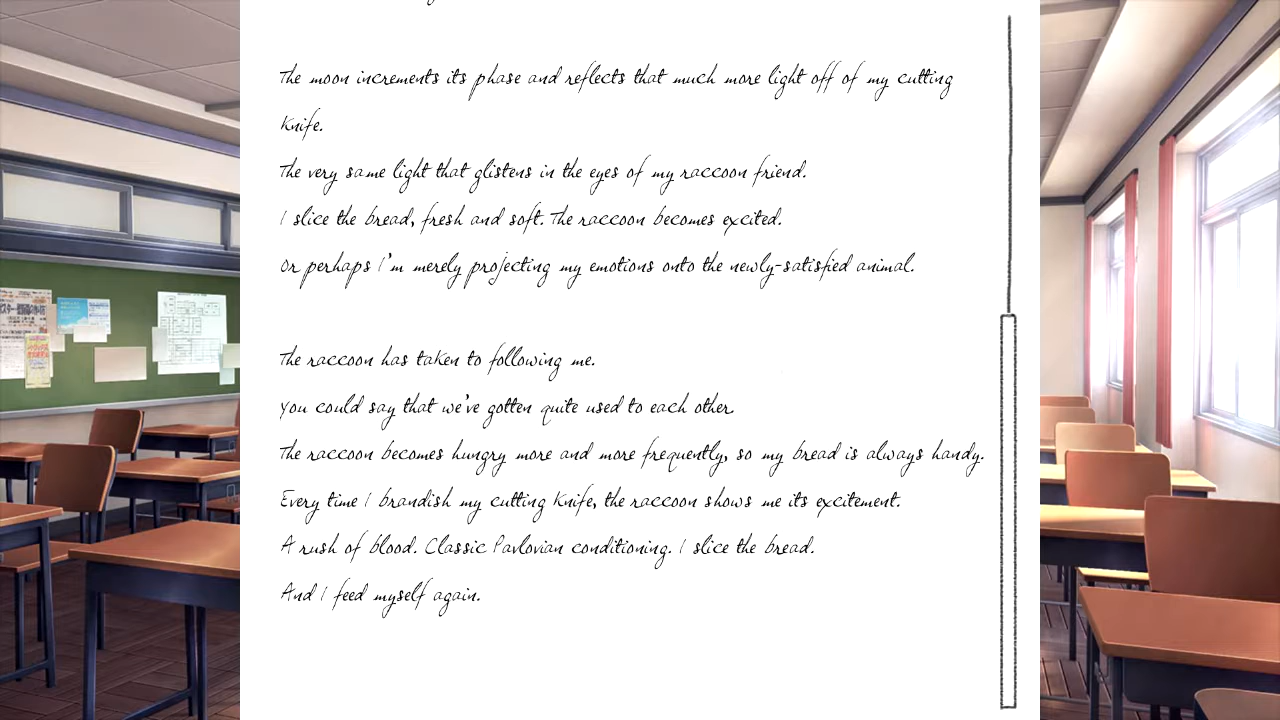 The moon increments its phase and reflects that much more light off of my cutting
knife.
The very same light that glistens in the eyes of my raccoon friend.
I slice the bread, fresh and soft. The raccoon becomes excited.
Or perhaps I'm merely projecting my emotions onto the newly-satisfied animal.
The raccoon has taken to following me.
You could say that we've gotten quite used to each other.
The raccoon becomes hungry more and more frequently, so my bread is always handy.
Every time I brandish my cutting knife, the raccoon shows me its excitement.
A rush of blood. Classic Pavlovian conditioning. I slice the bread.
And I feed myself again.